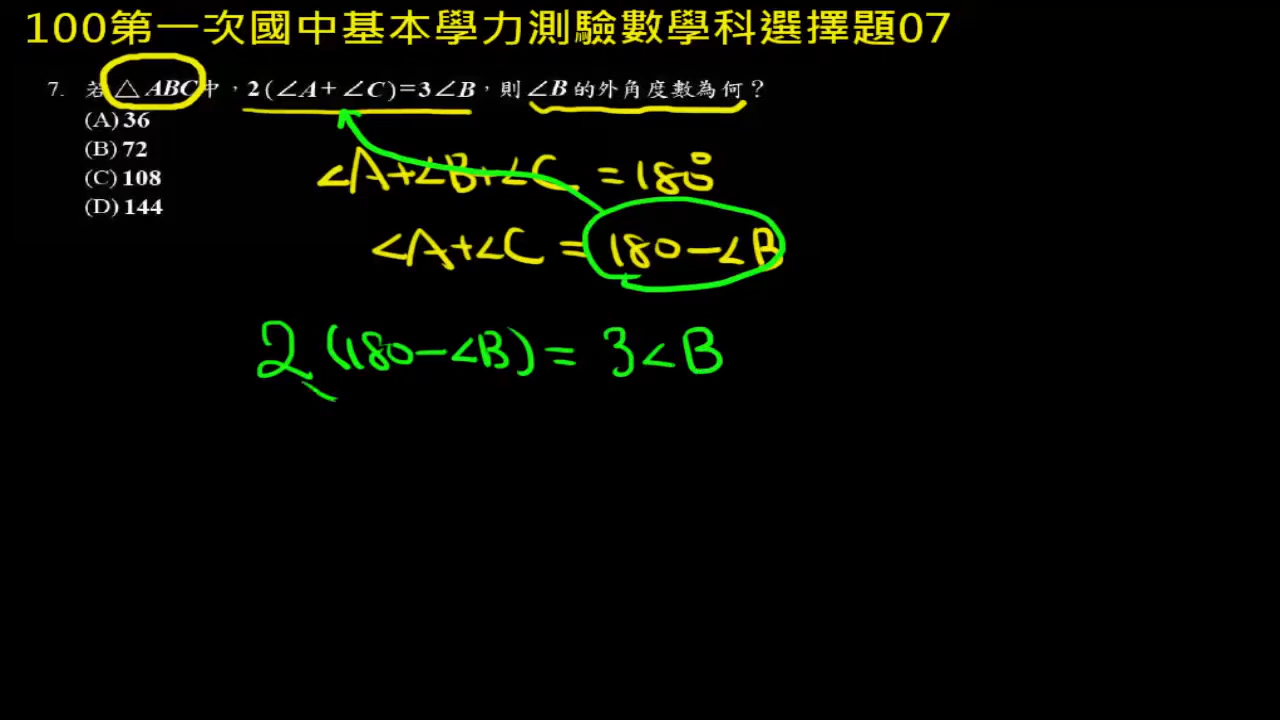 100第一次國中基本學力測驗數學科選擇題07
7. 若 △ABC中,2(∠A+∠C)=3∠B,則∠B的外角度數為何?
(A) 36
(B) 72
(C) 108
(D) 144
∠A+∠B+∠C = 180°
∠A+∠C = 180-∠B
2(180-∠B) = 3∠B